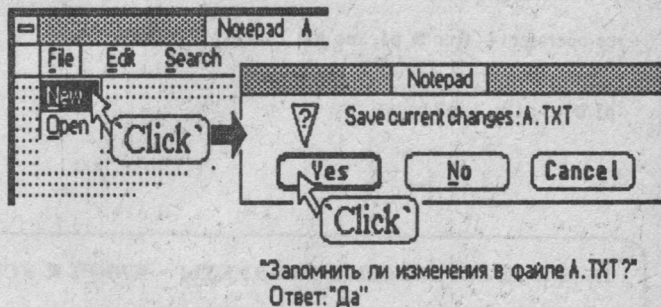 Notepad A
File Edit Search
New
Open
`Click`
Notepad
? Save current changes: A.TXT
Yes No Cancel
`Click`
"Запомнить ли изменения в файле A.TXT?"
Ответ: "Да"